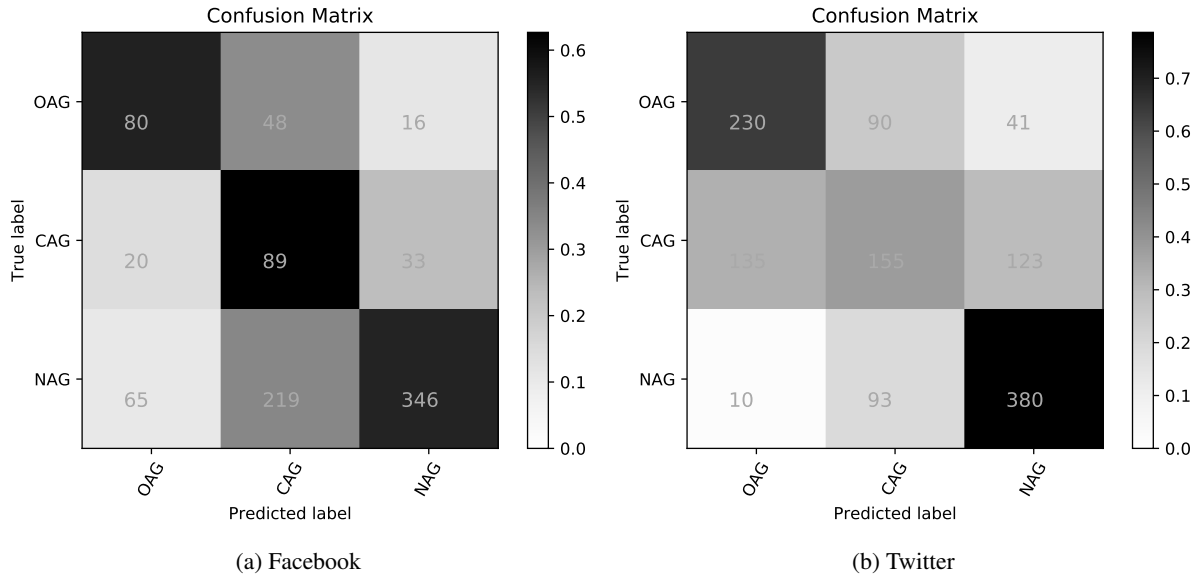 Confusion Matrix
OAG
CAG
NAG
True label
80 48 16
20 89 33
65 219 346
OAG CAG NAG
Predicted label
0.6
0.5
0.4
0.3
0.2
0.1
0.0
(a) Facebook
Confusion Matrix
OAG
CAG
NAG
True label
230 90 41
135 155 123
10 93 380
OAG CAG NAG
Predicted label
0.7
0.6
0.5
0.4
0.3
0.2
0.1
0.0
(b) Twitter